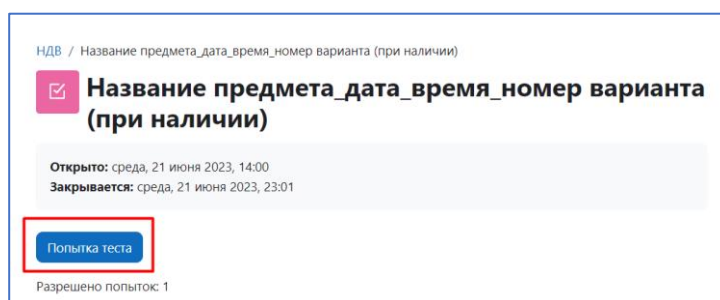 НДВ / Название предмета_дата_время_номер варианта (при наличии)
Название предмета_дата_время_номер варианта
(при наличии)
Открыто: среда, 21 июня 2023, 14:00
Закрывается: среда, 21 июня 2023, 23:01
Попытка теста
Разрешено попыток: 1